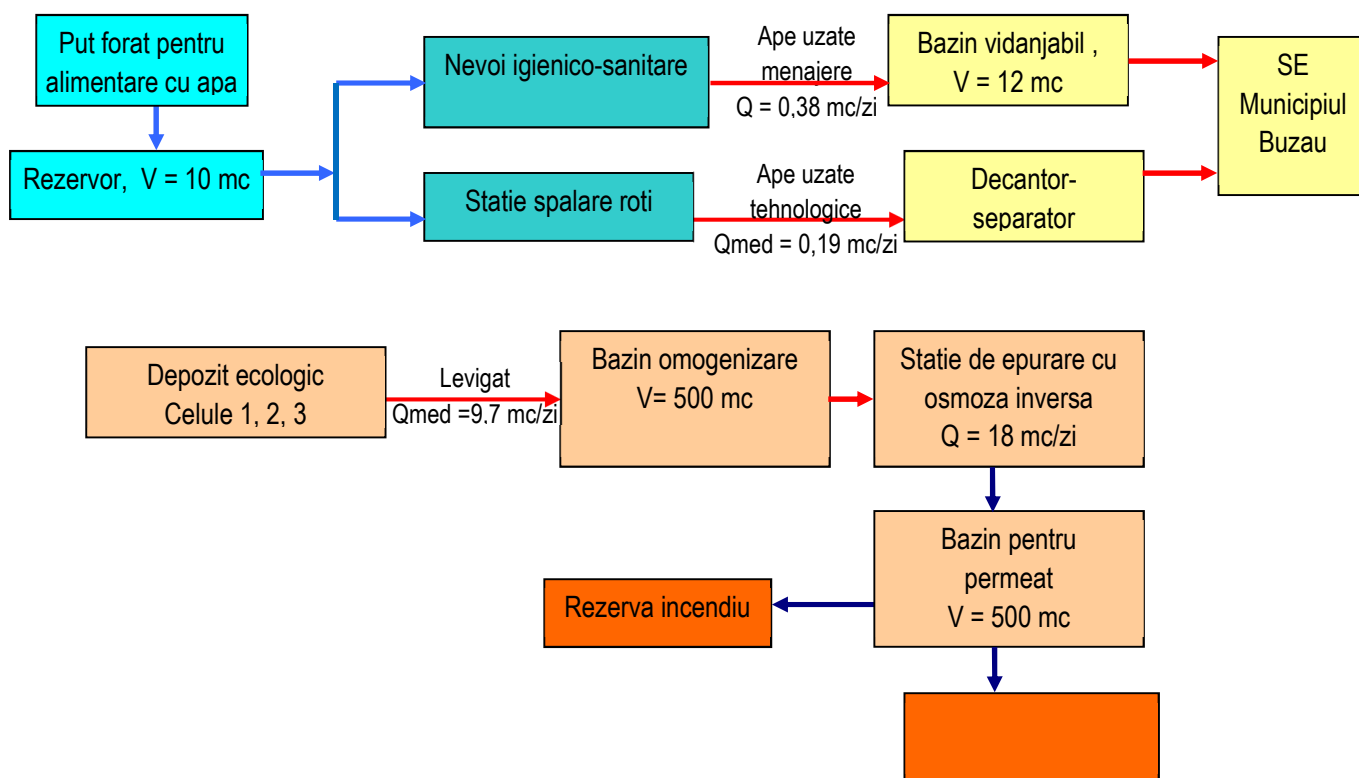 Put forat pentru
alimentare cu apa
Rezervor,  V = 10 mc
Nevoi igienico-sanitare
Statie spalare roti
Ape uzate
menajere
Q = 0,38 mc/zi
Ape uzate
tehnologice
Qmed = 0,19 mc/zi
Bazin vidanjabil ,
V = 12 mc
Decantor-
separator
SE
Municipiul
Buzau
Depozit ecologic
Celule 1, 2, 3
Levigat
Qmed =9,7 mc/zi
Bazin omogenizare
V= 500 mc
Statie de epurare cu
osmoza inversa
Q = 18 mc/zi
Bazin pentru
permeat
V = 500 mc
Rezerva incendiu